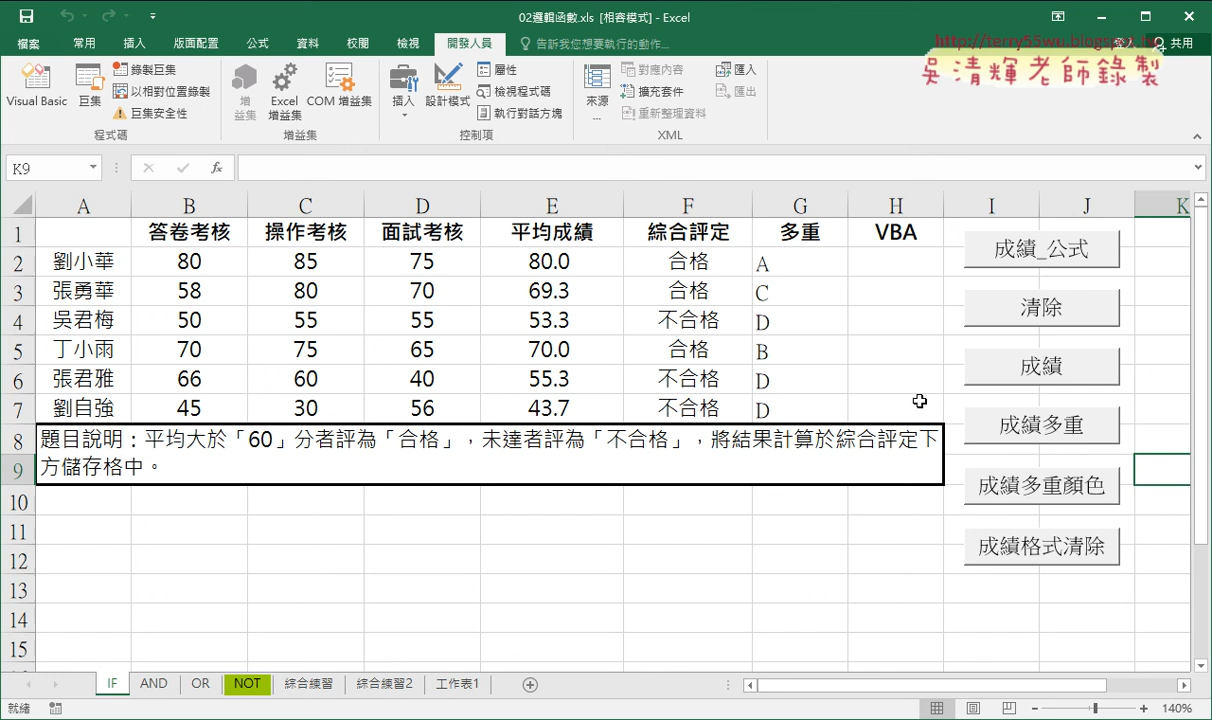 02邏輯函數.xls [相容模式] - Excel
檔案 常用 插入 版面配置 公式 資料 校閱 檢視 開發人員 告訴我您想要執行的動作... 登入 共用
http://terry55wu.blogspot.tw
吳清輝老師錄製
Visual Basic 巨集 錄製巨集 以相對位置錄製 巨集安全性
增益集 Excel 增益集 COM 增益集
插入 設計模式 屬性 檢視程式碼 執行對話方塊
來源... 對應內容 擴充套件 重新整理資料 匯入 匯出
程式碼 增益集 控制項 XML
K9 fx
A B C D E F G H I J K
1 答卷考核 操作考核 面試考核 平均成績 綜合評定 多重 VBA
2 劉小華 80 85 75 80.0 合格 A
3 張勇華 58 80 70 69.3 合格 C
4 吳君梅 50 55 55 53.3 不合格 D
5 丁小雨 70 75 65 70.0 合格 B
6 張君雅 66 60 40 55.3 不合格 D
7 劉自強 45 30 56 43.7 不合格 D
8 題目說明：平均大於「60」分者評為「合格」，未達者評為「不合格」，將結果計算於綜合評定下
9 方儲存格中。
10
11
12
13
14
15
成績_公式
清除
成績
成績多重
成績多重顏色
成績格式清除
IF AND OR NOT 綜合練習 綜合練習2 工作表1
就緒 140%